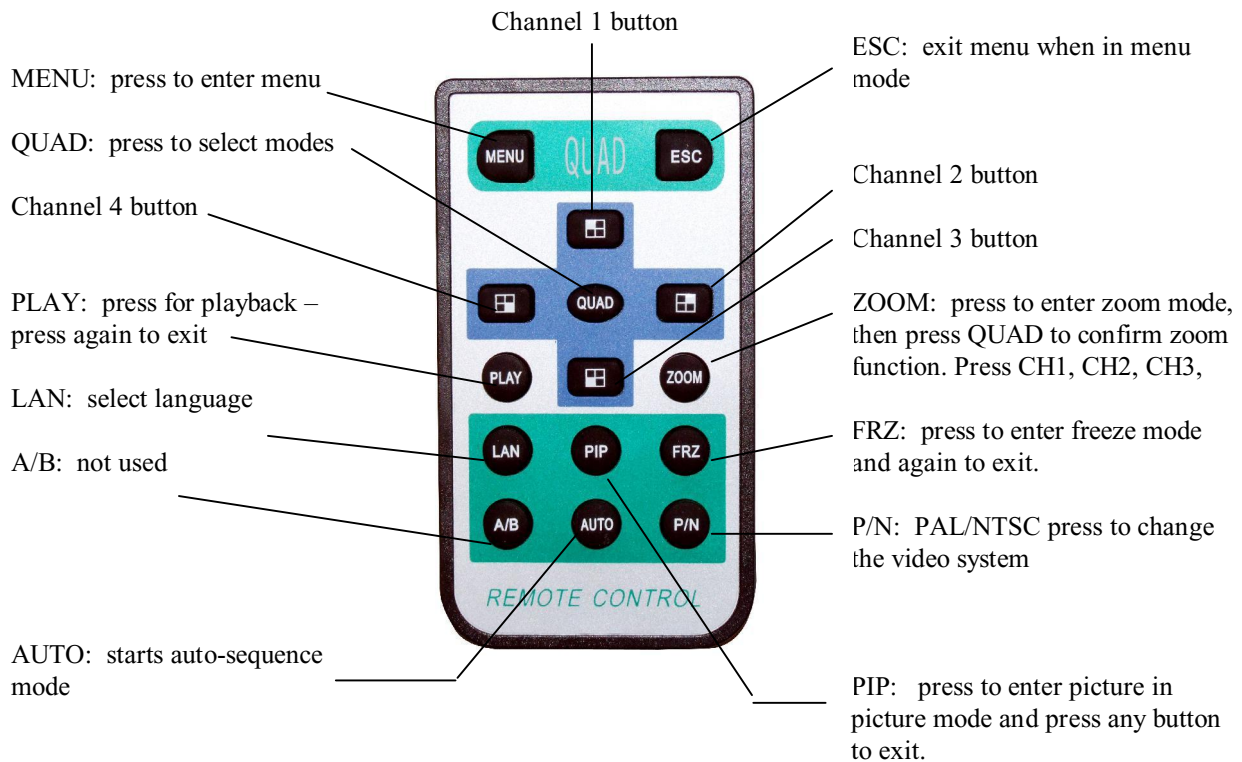 Channel 1 button
MENU: press to enter menu
QUAD: press to select modes
Channel 4 button
PLAY: press for playback –
press again to exit
LAN: select language
A/B: not used
AUTO: starts auto-sequence
mode
ESC: exit menu when in menu
mode
Channel 2 button
Channel 3 button
ZOOM: press to enter zoom mode,
then press QUAD to confirm zoom
function. Press CH1, CH2, CH3,
FRZ: press to enter freeze mode
and again to exit.
P/N: PAL/NTSC press to change
the video system
PIP: press to enter picture in
picture mode and press any button
to exit.
MENU QUAD ESC
QUAD
PLAY ZOOM
LAN PIP FRZ
A/B AUTO P/N
REMOTE CONTROL